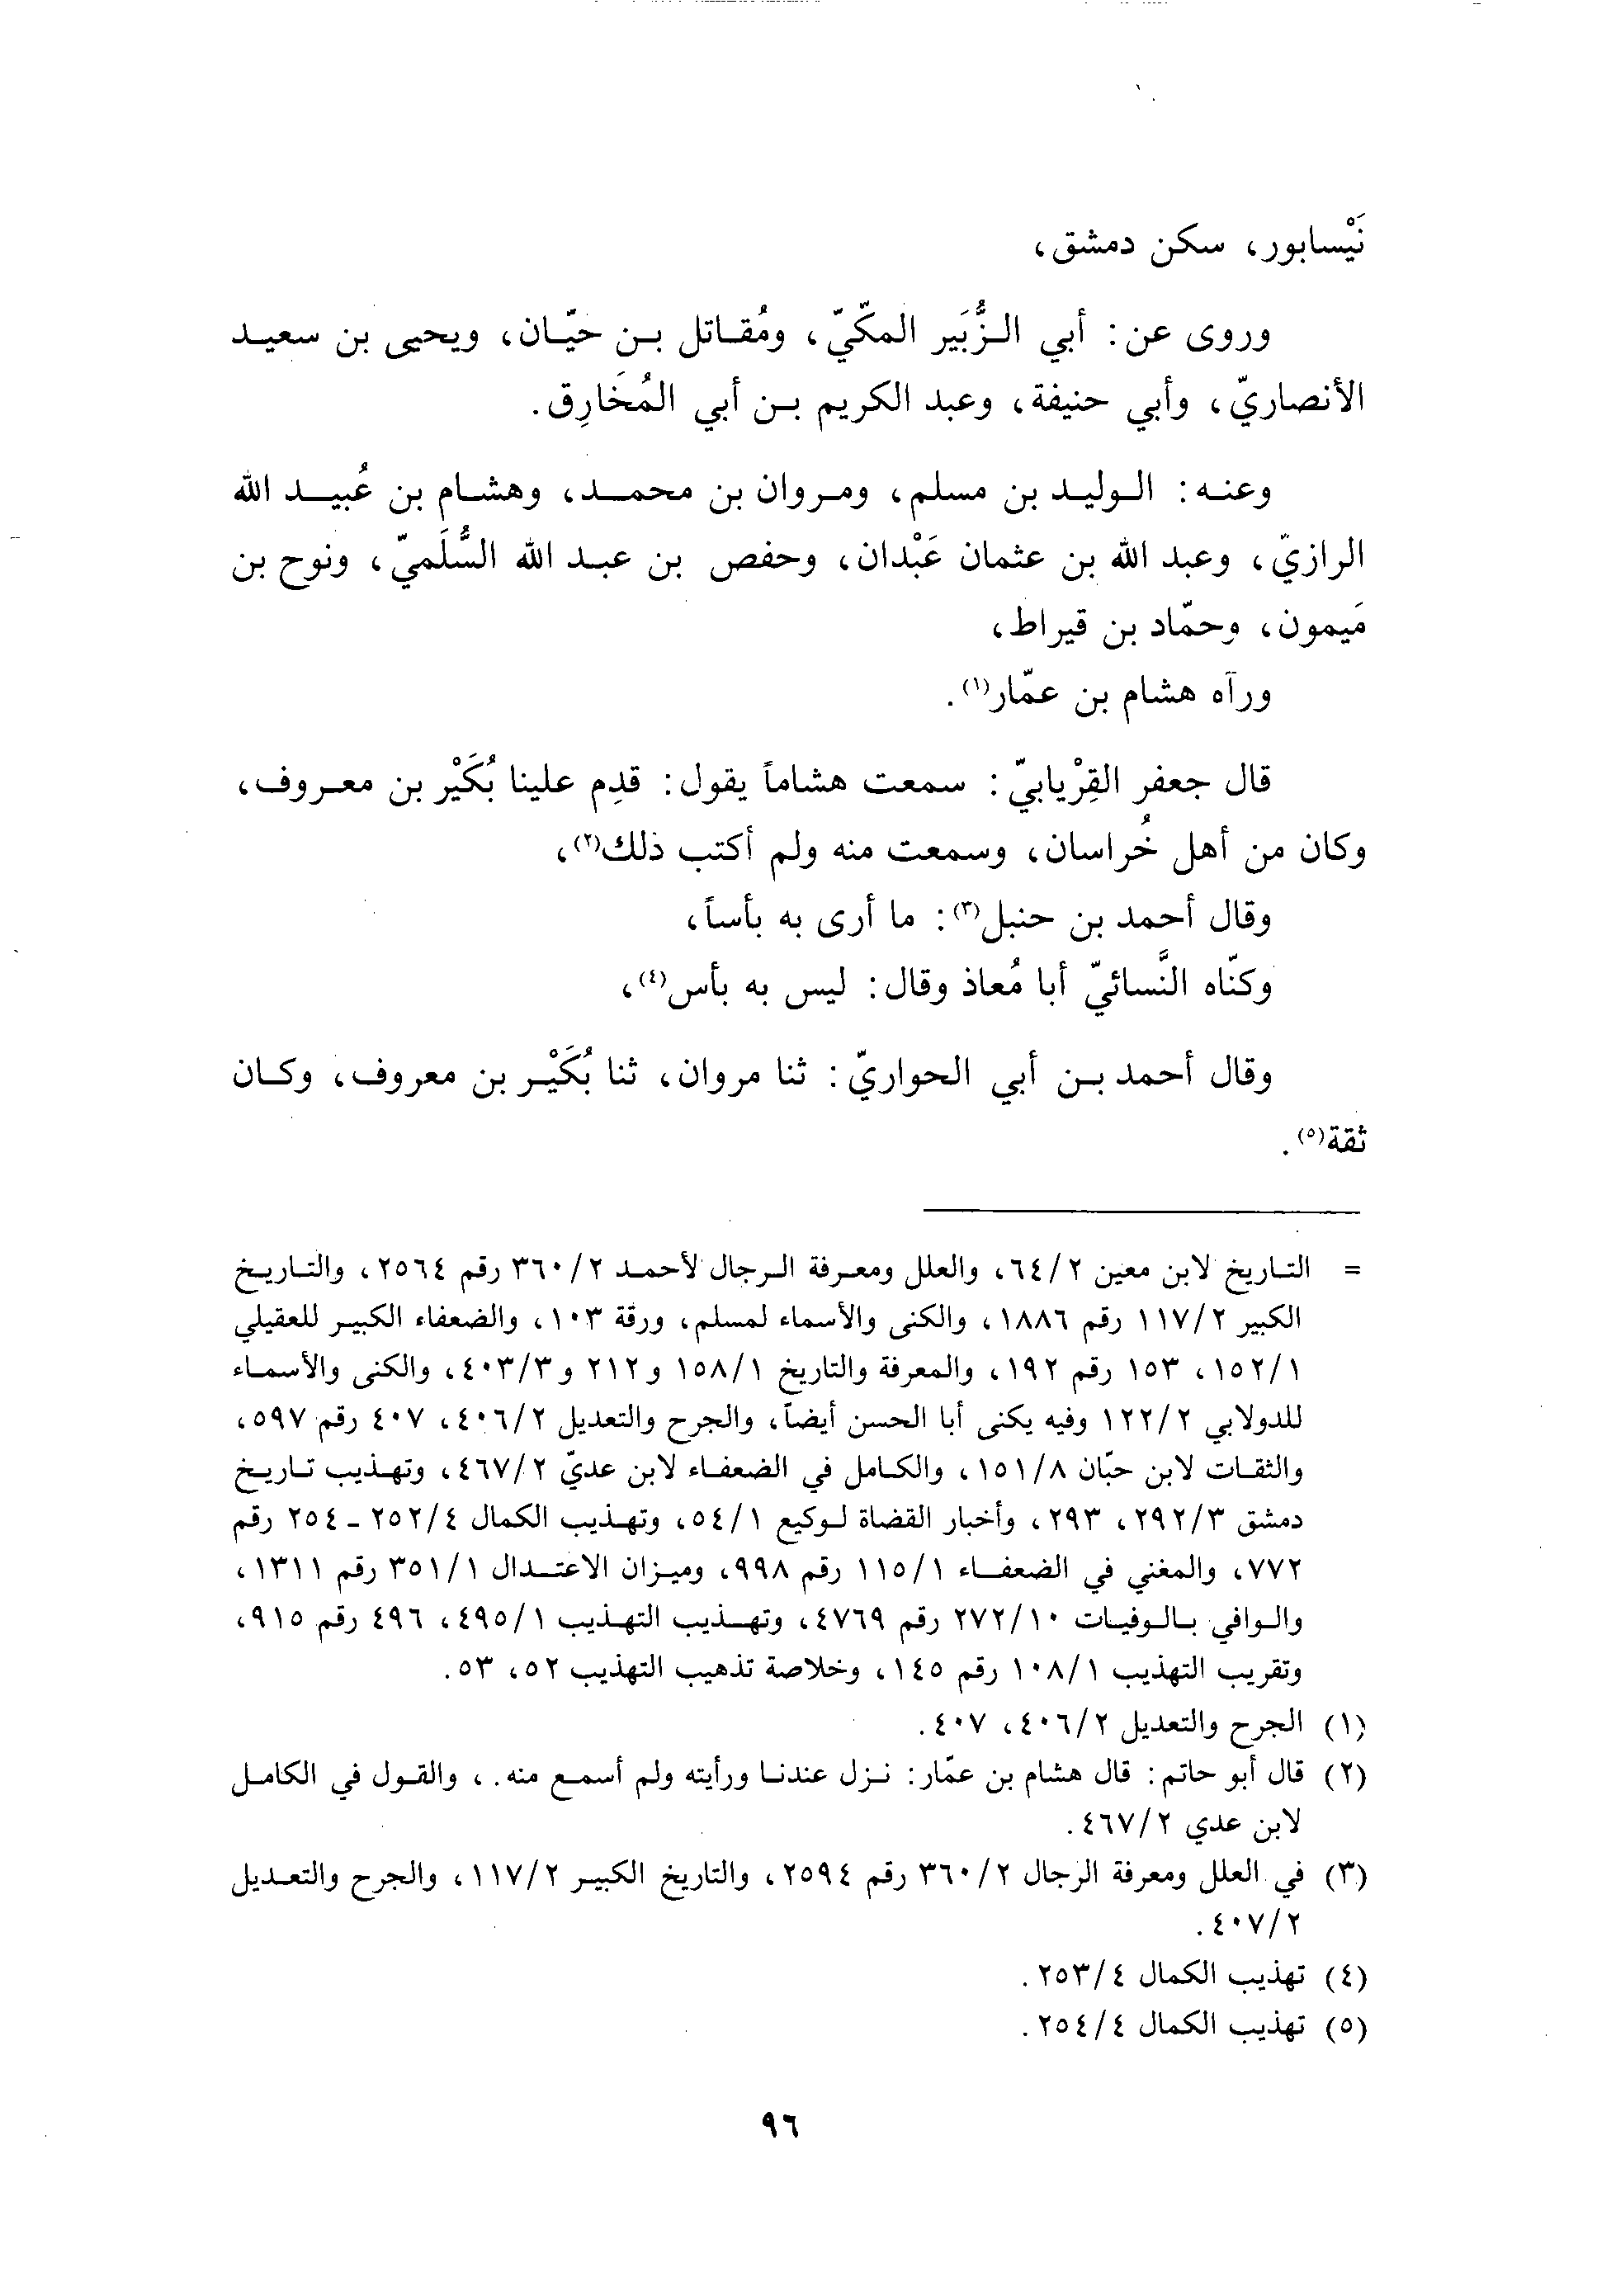 نَيْسابور، سكن دمشق،
وروى عن: أبي الزُّبَير المكّيّ، ومُقاتل بن حيّان، ويحيى بن سعيد
الأنصاريّ، وأبي حنيفة، وعبد الكريم بن أبي المُخَارِق.
وعنه: الوليد بن مسلم، ومروان بن محمد، وهشام بن عُبيد الله
الرازيّ، وعبد الله بن عثمان عَبْدان، وحفص بن عبد الله السُّلَميّ، ونوح بن
مَيمون، وحمّاد بن قيراط،
ورآه هشام بن عمّار(١).
قال جعفر القِرْيابيّ: سمعت هشاماً يقول: قدِم علينا بُكَيْر بن معروف،
وكان من أهل خُراسان، وسمعت منه ولم أكتب ذلك(٢)،
وقال أحمد بن حنبل(٣): ما أرى به بأساً،
وكنّاه النَّسائيّ أبا مُعاذ وقال: ليس به بأس(٤)،
وقال أحمد بن أبي الحواريّ: ثنا مروان، ثنا بُكَيْر بن معروف، وكان
ثقة(٥).
= التاريخ لابن معين ٢/٦٤، والعلل ومعرفة الرجال لأحمد ٢/٣٦٠ رقم ٢٥٦٤، والتاريخ
الكبير ٢/١١٧ رقم ١٨٨٦، والكنى والأسماء لمسلم، ورقة ١٠٣، والضعفاء الكبير للعقيلي
١/١٥٢، ١٥٣ رقم ١٩٢، والمعرفة والتاريخ ١/١٥٨ و٢١٢ و٣/٤٠٣، والكنى والأسماء
للدولابي ٢/١٢٢ وفيه يكنى أبا الحسن أيضاً، والجرح والتعديل ٢/٤٠٦، ٤٠٧ رقم ٥٩٧،
والثقات لابن حبّان ٨/١٥١، والكامل في الضعفاء لابن عديّ ٢/٤٦٧، وتهذيب تاريخ
دمشق ٣/٢٩٢، ٢٩٣، وأخبار القضاة لوكيع ١/٥٤، وتهذيب الكمال ٤/٢٥٢ - ٢٥٤ رقم
٧٧٢، والمغني في الضعفاء ١/١١٥ رقم ٩٩٨، وميزان الاعتدال ١/٣٥١ رقم ١٣١١،
والوافي بالوفيات ١٠/٢٧٢ رقم ٤٧٦٩، وتهذيب التهذيب ١/٤٩٥، ٤٩٦ رقم ٩١٥،
وتقريب التهذيب ١/١٠٨ رقم ١٤٥، وخلاصة تذهيب التهذيب ٥٢، ٥٣.
(١) الجرح والتعديل ٢/٤٠٦، ٤٠٧.
(٢) قال أبو حاتم: قال هشام بن عمّار: نزل عندنا ورأيته ولم أسمع منه.، والقول في الكامل
لابن عدي ٢/٤٦٧.
(٣) في العلل ومعرفة الرجال ٢/٣٦٠ رقم ٢٥٩٤، والتاريخ الكبير ٢/١١٧، والجرح والتعديل
٢/٤٠٧.
(٤) تهذيب الكمال ٤/٢٥٣.
(٥) تهذيب الكمال ٤/٢٥٤.
٩٦